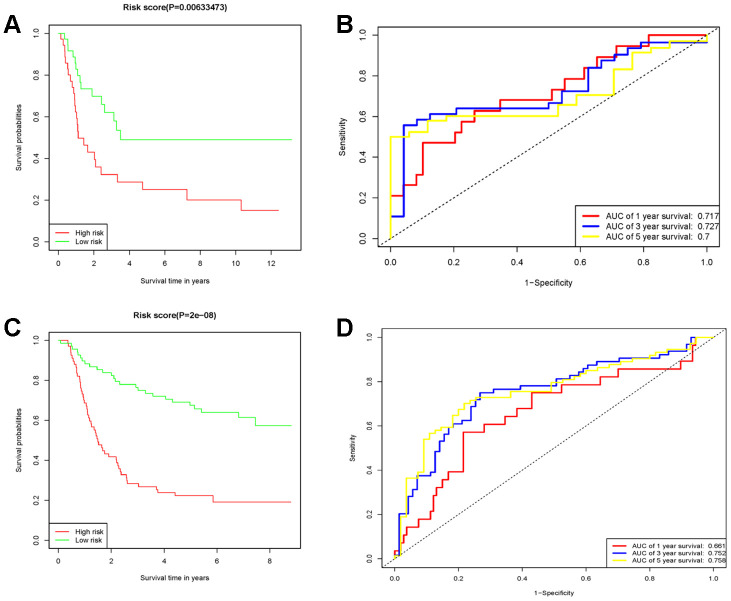 A
Risk score(P=0.00633473)
Survival probabilities
0.0
0.2
0.4
0.6
0.8
1.0
High risk
Low risk
0
2
4
6
8
10
12
Survival time in years
B
Sensitivity
0.0
0.2
0.4
0.6
0.8
1.0
AUC of 1 year survival: 0.717
AUC of 3 year survival: 0.727
AUC of 5 year survival: 0.7
0.0
0.2
0.4
0.6
0.8
1.0
1-Specificity
C
Risk score(P=2e-08)
Survival probabilities
0.0
0.2
0.4
0.6
0.8
1.0
High risk
Low risk
0
2
4
6
8
Survival time in years
D
Sensitivity
0.0
0.2
0.4
0.6
0.8
1.0
AUC of 1 year survival: 0.661
AUC of 3 year survival: 0.752
AUC of 5 year survival: 0.758
0.0
0.2
0.4
0.6
0.8
1.0
1-Specificity